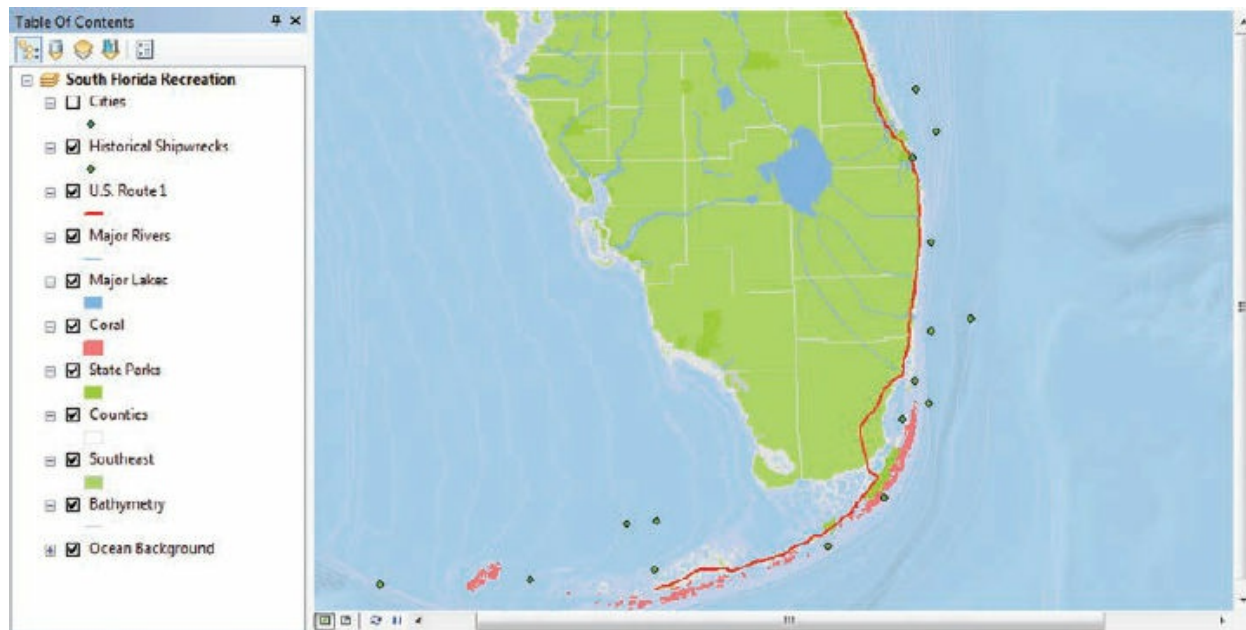 Table Of Contents
South Florida Recreation
Cities
Historical Shipwrecks
U.S. Route 1
Major Rivers
Major Lakes
Coral
State Parks
Counties
Southeast
Bathymetry
Ocean Background